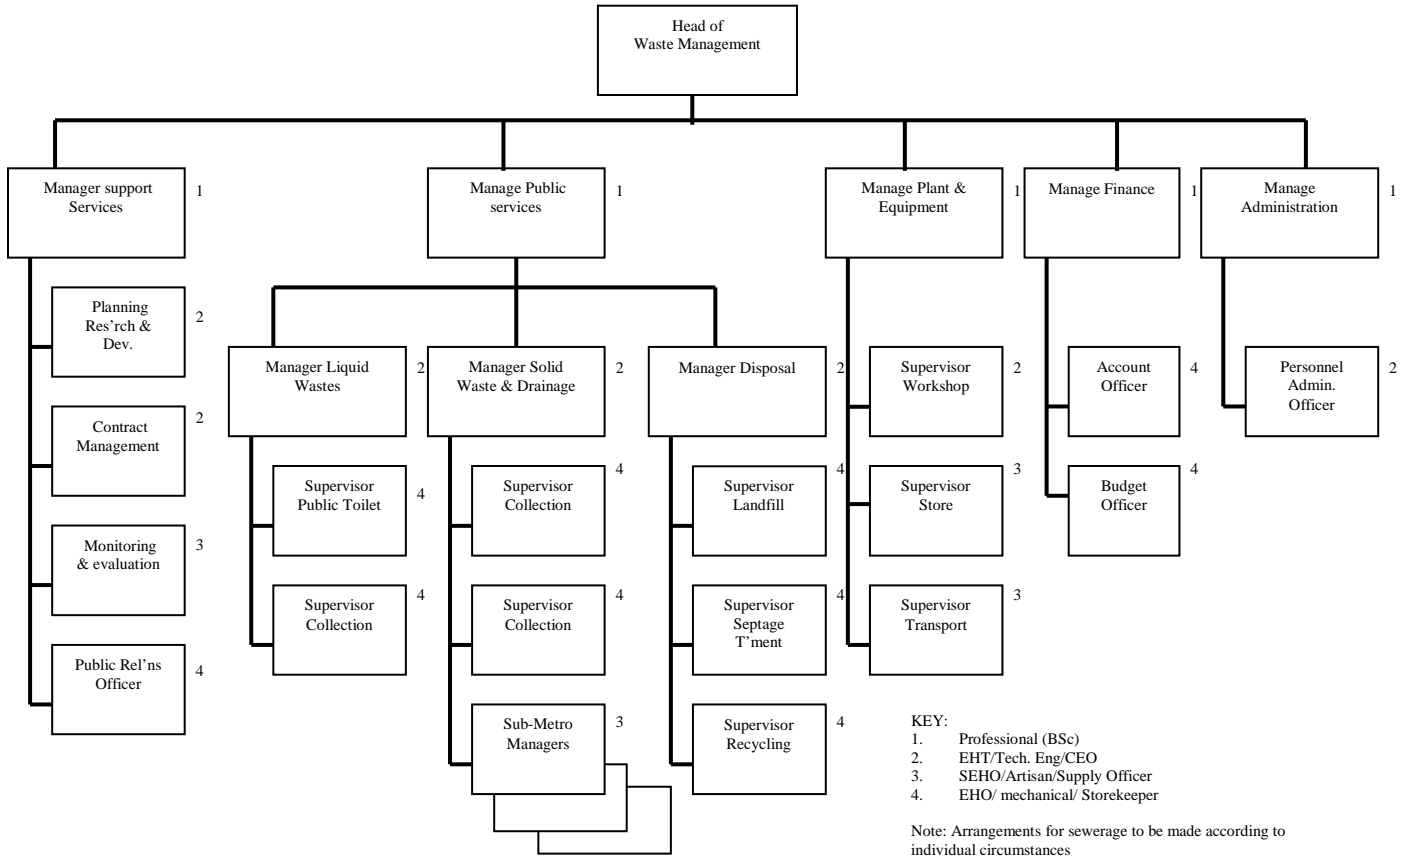 Head of
Waste Management
Manager support
Services
1
Manage Public
services
1
Manage Plant &
Equipment
1
Manage Finance
1
Manage
Administration
1
Planning
Res’rch &
Dev.
2
Contract
Management
2
Monitoring
& evaluation
3
Public Rel’ns
Officer
4
Manager Liquid
Wastes
2
Supervisor
Public Toilet
4
Supervisor
Collection
4
Manager Solid
Waste & Drainage
2
Supervisor
Collection
4
Supervisor
Collection
4
Sub-Metro
Managers
3
Manager Disposal
2
Supervisor
Landfill
4
Supervisor
Septage
T’ment
4
Supervisor
Recycling
4
Supervisor
Workshop
2
Supervisor
Store
3
Supervisor
Transport
3
Account
Officer
4
Budget
Officer
4
Personnel
Admin.
Officer
2
KEY:
1. Professional (BSc)
2. EHT/Tech. Eng/CEO
3. SEHO/Artisan/Supply Officer
4. EHO/ mechanical/ Storekeeper
Note: Arrangements for sewerage to be made according to
individual circumstances